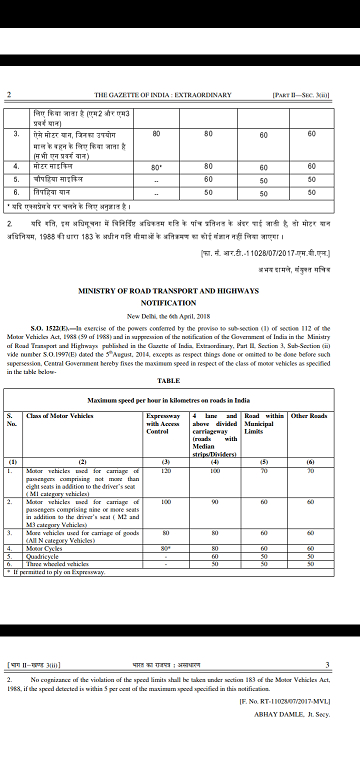 2 THE GAZETTE OF INDIA : EXTRAORDINARY [PART II—SEC. 3(ii)]
लिए किया जाता है (एम2 और एम3
प्रवर्ग यान)
3. ऐसे मोटर यान, जिनका उपयोग 80 80 60 60
माल के वहन के लिए किया जाता है
(सभी एन प्रवर्ग यान)
4. मोटर साइकिल 80* 80 60 60
5. चौपहिया साइकिल .. 60 50 50
6. तिपहिया यान .. 50 50 50
* यदि एक्सप्रेसवे पर चलने के लिए अनुज्ञात है ।
2. यदि गति, इस अधिसूचना में विनिर्दिष्ट अधिकतम गति के पाँच प्रतिशत के अंदर पाई जाती है, तो मोटर यान
अधिनियम, 1988 की धारा 183 के अधीन गति सीमाओं के अतिक्रमण का कोई संज्ञान नहीं लिया जाएगा ।
[फा. सं. आर.टी.-11028/07/2017-एम.वी.एल.]
अभय दामले, संयुक्त सचिव
MINISTRY OF ROAD TRANSPORT AND HIGHWAYS
NOTIFICATION
New Delhi, the 6th April, 2018
S.O. 1522(E).—In exercise of the powers conferred by the proviso to sub-section (1) of section 112 of the
Motor Vehicles Act, 1988 (59 of 1988) and in supression of the notification of the Government of India in the Ministry
of Road Transport and Highways published in the Gazette of India, Extraordinary, Part II, Section 3, Sub-Section (ii)
vide number S.O.1997(E) dated the 5th August, 2014, except as respects things done or omitted to be done before such
supersession, Central Government hereby fixes the maximum speed in respect of the class of motor vehicles as specified
in the table below-
TABLE
Maximum speed per hour in kilometres on roads in India
S. No. Class of Motor Vehicles Expressway with Access Control 4 lane and above divided carriageway (roads with Median strips/Dividers) Road within Municipal Limits Other Roads
(1) (2) (3) (4) (5) (6)
1. Motor vehicles used for carriage of 120 100 70 70
passengers comprising not more than
eight seats in addition to the driver's seat
( M1 category vehicles)
2. Motor vehicles used for carriage of 100 90 60 60
passengers comprising nine or more seats
in addition to the driver's seat ( M2 and
M3 category Vehicles)
3. More vehicles used for carriage of goods 80 80 60 60
(All N category Vehicles)
4. Motor Cycles 80* 80 60 60
5. Quadricycle - 60 50 50
6. Three wheeled vehicles - 50 50 50
* If permitted to ply on Expressway.
[भाग II—खण्ड 3(ii)] भारत का राजपत्र : असाधारण 3
2. No cognizance of the violation of the speed limits shall be taken under section 183 of the Motor Vehicles Act,
1988, if the speed detected is within 5 per cent of the maximum speed specified in this notification.
[F. No. RT-11028/07/2017-MVL]
ABHAY DAMLE, Jt. Secy.